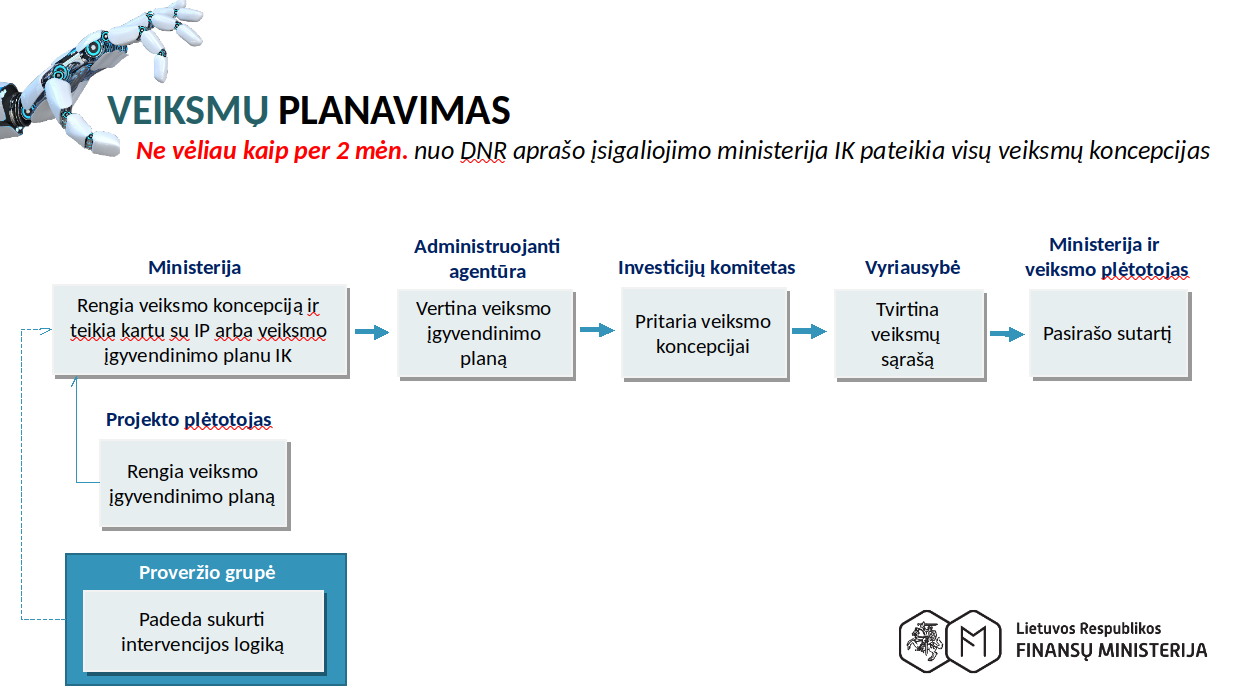 VEIKSMŲ PLANAVIMAS
Ne vėliau kaip per 2 mėn. nuo DNR aprašo įsigaliojimo ministerija IK pateikia visų veiksmų koncepcijas
Ministerija
Rengia veiksmo koncepciją ir
teikia kartu su IP arba veiksmo
įgyvendinimo planu IK
Administruojanti
agentūra
Vertina veiksmo
įgyvendinimo
planą
Investicijų komitetas
Pritaria veiksmo
koncepcijai
Vyriausybė
Tvirtina
veiksmų
sąrašą
Ministerija ir
veiksmo plėtotojas
Pasirašo sutartį
Projekto plėtotojas
Rengia veiksmo
įgyvendinimo planą
Proveržio grupė
Padeda sukurti
intervencijos logiką
Lietuvos Respublikos
FINANSŲ MINISTERIJA